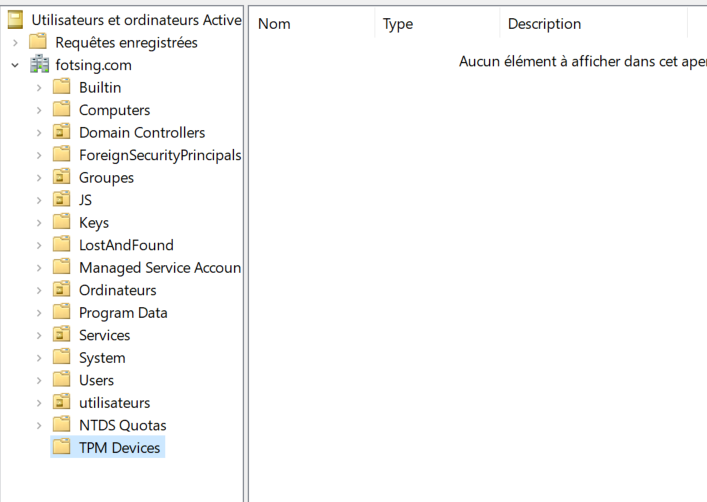 Utilisateurs et ordinateurs Active
Nom Type Description
Requêtes enregistrées
fotsing.com
Aucun élément à afficher dans cet aper
Builtin
Computers
Domain Controllers
ForeignSecurityPrincipals
Groupes
JS
Keys
LostAndFound
Managed Service Accoun
Ordinateurs
Program Data
Services
System
Users
utilisateurs
NTDS Quotas
TPM Devices